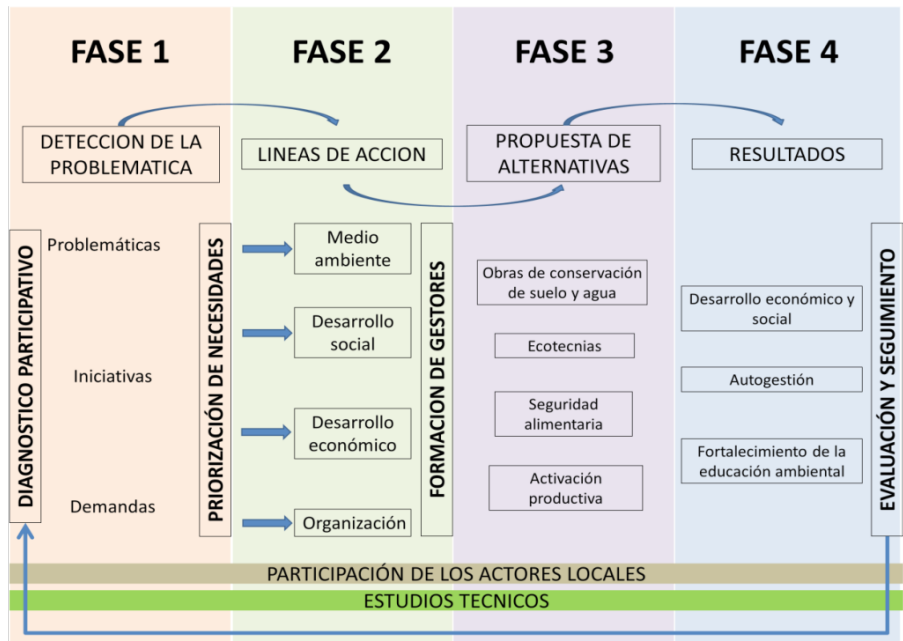 FASE 1
FASE 2
FASE 3
FASE 4
DETECCION DE LA
PROBLEMATICA
LINEAS DE ACCION
PROPUESTA DE
ALTERNATIVAS
RESULTADOS
DIAGNOSTICO PARTICIPATIVO
Problemáticas
Iniciativas
Demandas
PRIORIZACIÓN DE NECESIDADES
Medio
ambiente
Desarrollo
social
Desarrollo
económico
Organización
FORMACION DE GESTORES
Obras de conservación
de suelo y agua
Ecotecnias
Seguridad
alimentaria
Activación
productiva
Desarrollo económico y
social
Autogestión
Fortalecimiento de la
educación ambiental
EVALUACIÓN Y SEGUIMIENTO
PARTICIPACIÓN DE LOS ACTORES LOCALES
ESTUDIOS TECNICOS